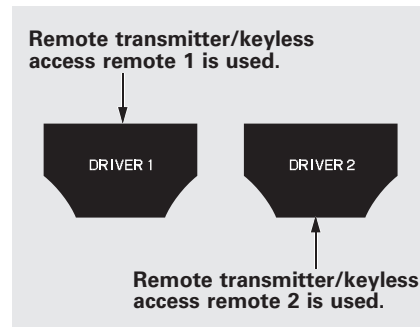 Remote transmitter/keyless
access remote 1 is used.
DRIVER 1
DRIVER 2
Remote transmitter/keyless
access remote 2 is used.